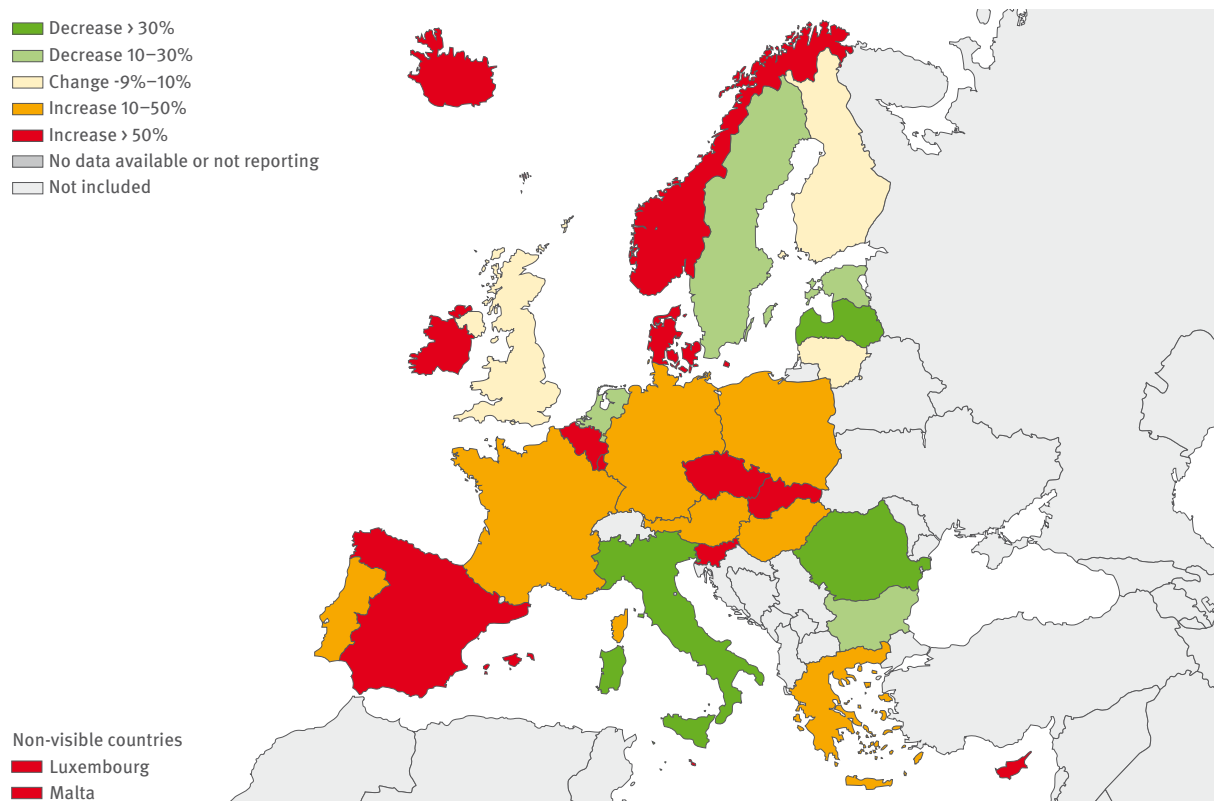 Decrease > 30%
Decrease 10–30%
Change -9%–10%
Increase 10–50%
Increase > 50%
No data available or not reporting
Not included
Non-visible countries
Luxembourg
Malta